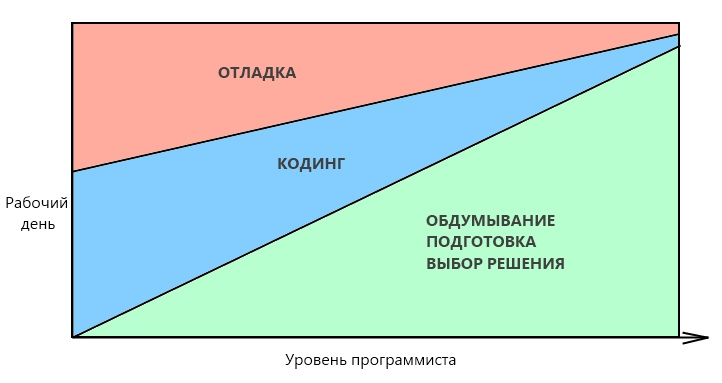 ОТЛАДКА
КОДИНГ
Рабочий
день
ОБДУМЫВАНИЕ
ПОДГОТОВКА
ВЫБОР РЕШЕНИЯ
Уровень программиста